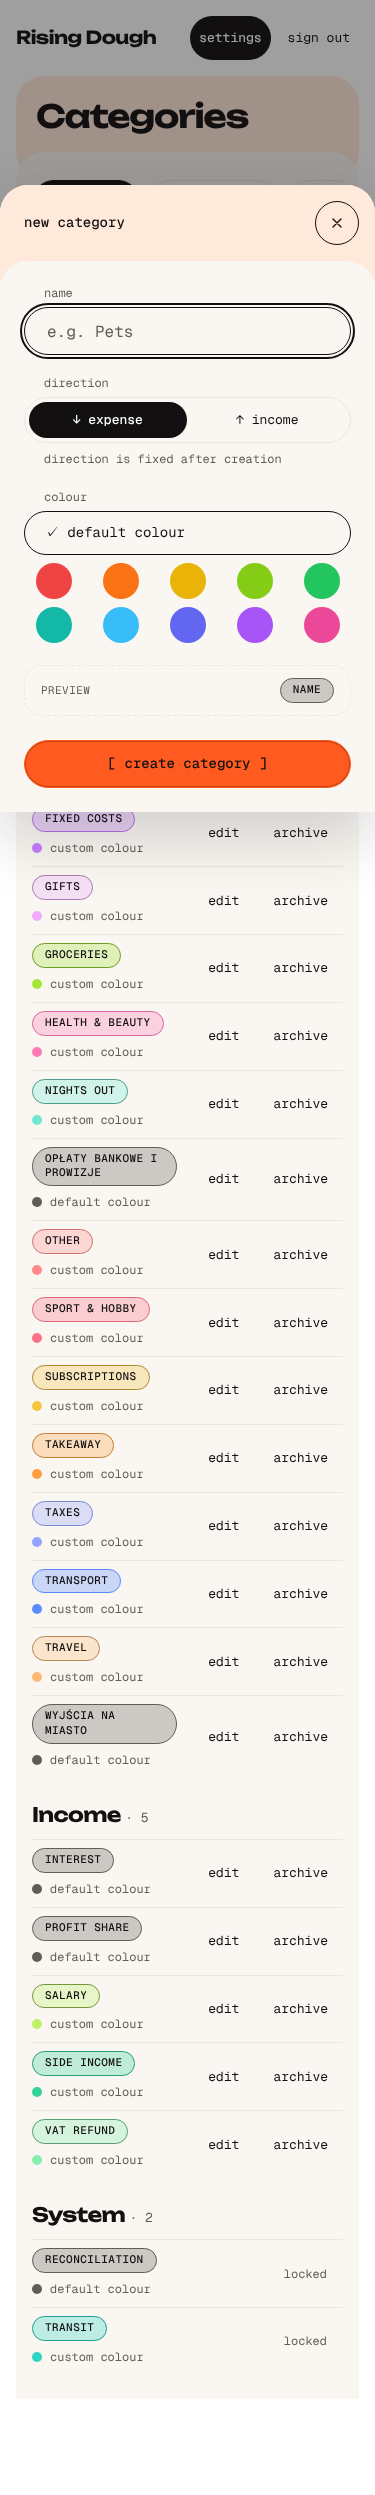 Rising Dough
settings
sign out
Categories
new category
name
e.g. Pets
direction
↓ expense
↑ income
direction is fixed after creation
colour
✓ default colour
PREVIEW
NAME
[ create category ]
FIXED COSTS
custom colour
edit
archive
GIFTS
custom colour
edit
archive
GROCERIES
custom colour
edit
archive
HEALTH & BEAUTY
custom colour
edit
archive
NIGHTS OUT
custom colour
edit
archive
OPŁATY BANKOWE I
PROWIZJE
default colour
edit
archive
OTHER
custom colour
edit
archive
SPORT & HOBBY
custom colour
edit
archive
SUBSCRIPTIONS
custom colour
edit
archive
TAKEAWAY
custom colour
edit
archive
TAXES
custom colour
edit
archive
TRANSPORT
custom colour
edit
archive
TRAVEL
custom colour
edit
archive
WYJŚCIA NA
MIASTO
default colour
edit
archive
Income · 5
INTEREST
default colour
edit
archive
PROFIT SHARE
default colour
edit
archive
SALARY
custom colour
edit
archive
SIDE INCOME
custom colour
edit
archive
VAT REFUND
custom colour
edit
archive
System · 2
RECONCILIATION
default colour
locked
TRANSIT
custom colour
locked